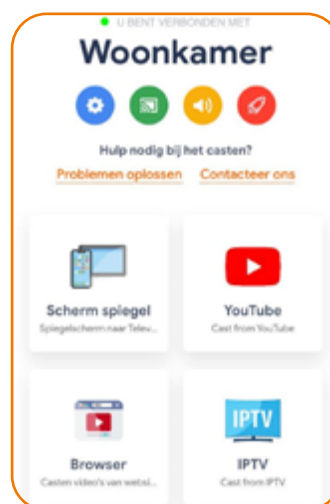 U BENT VERBONDEN MET
Woonkamer
Hulp nodig bij het casten?
Problemen oplossen Contacteer ons
Scherm spiegel
Spiegelscherm naar Telev...
YouTube
Cast from YouTube
Browser
Casten video's van websi...
IPTV
IPTV
Cast from IPTV